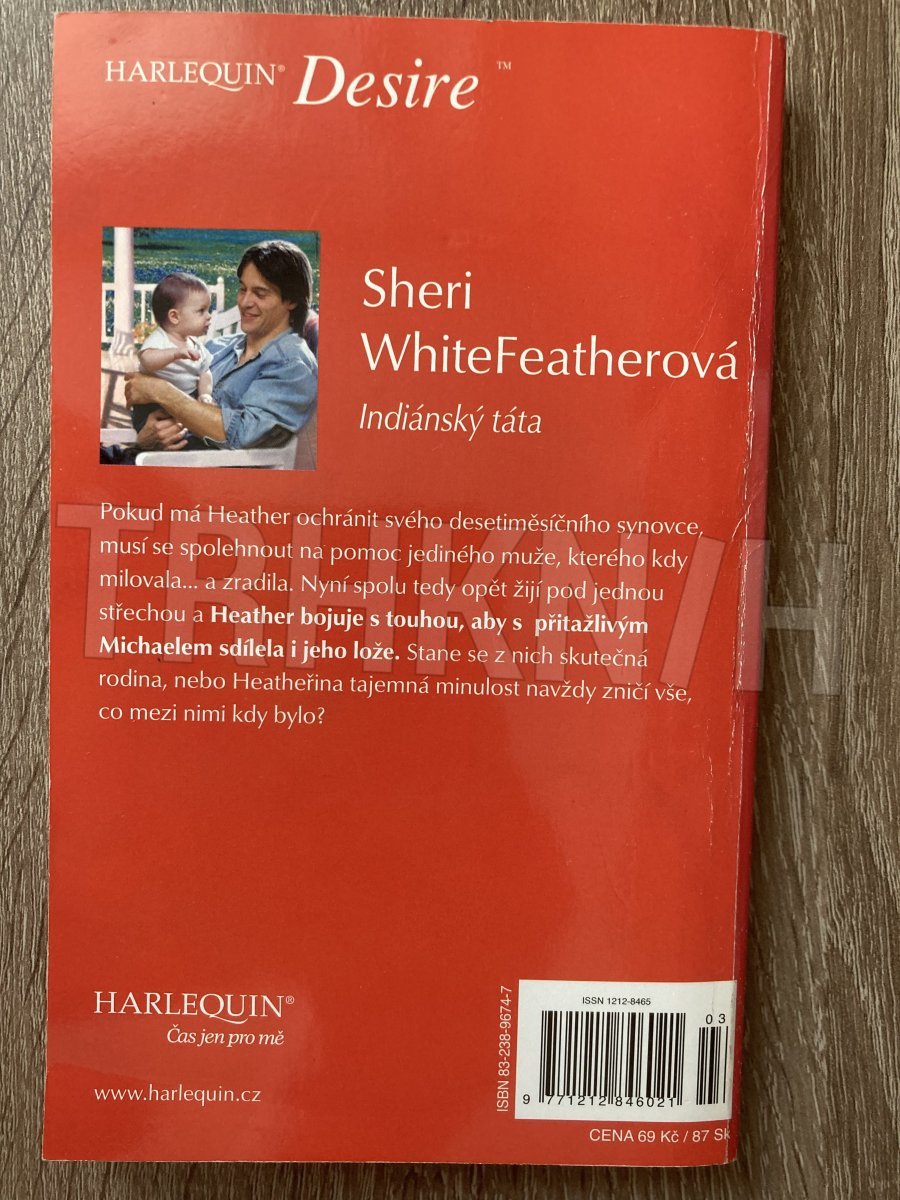 HARLEQUIN® Desire ™
Sheri
WhiteFeatherová
Indiánský táta
Pokud má Heather ochránit svého desetiměsíčního synovce,
musí se spolehnout na pomoc jediného muže, kterého kdy
milovala... a zradila. Nyní spolu tedy opět žijí pod jednou
střechou a Heather bojuje s touhou, aby s přitažlivým
Michaelem sdílela i jeho lože. Stane se z nich skutečná
rodina, nebo Heatheřina tajemná minulost navždy zničí vše,
co mezi nimi kdy bylo?
TRHKN/H
HARLEQUIN®
Čas jen pro mě
www.harlequin.cz
ISBN 83-238-9674-7
ISSN 1212-8465
03
9 771212 846021
CENA 69 Kč / 87 Sk